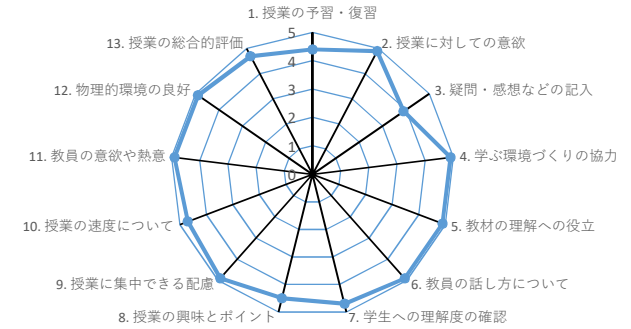 1. 授業の予習・復習
2. 授業に対しての意欲
3. 疑問・感想などの記入
4. 学ぶ環境づくりの協力
5. 教材の理解への役立
6. 教員の話し方について
7. 学生への理解度の確認
8. 授業の興味とポイント
9. 授業に集中できる配慮
10. 授業の速度について
11. 教員の意欲や熱意
12. 物理的環境の良好
13. 授業の総合的評価
5
4
3
2
1
0